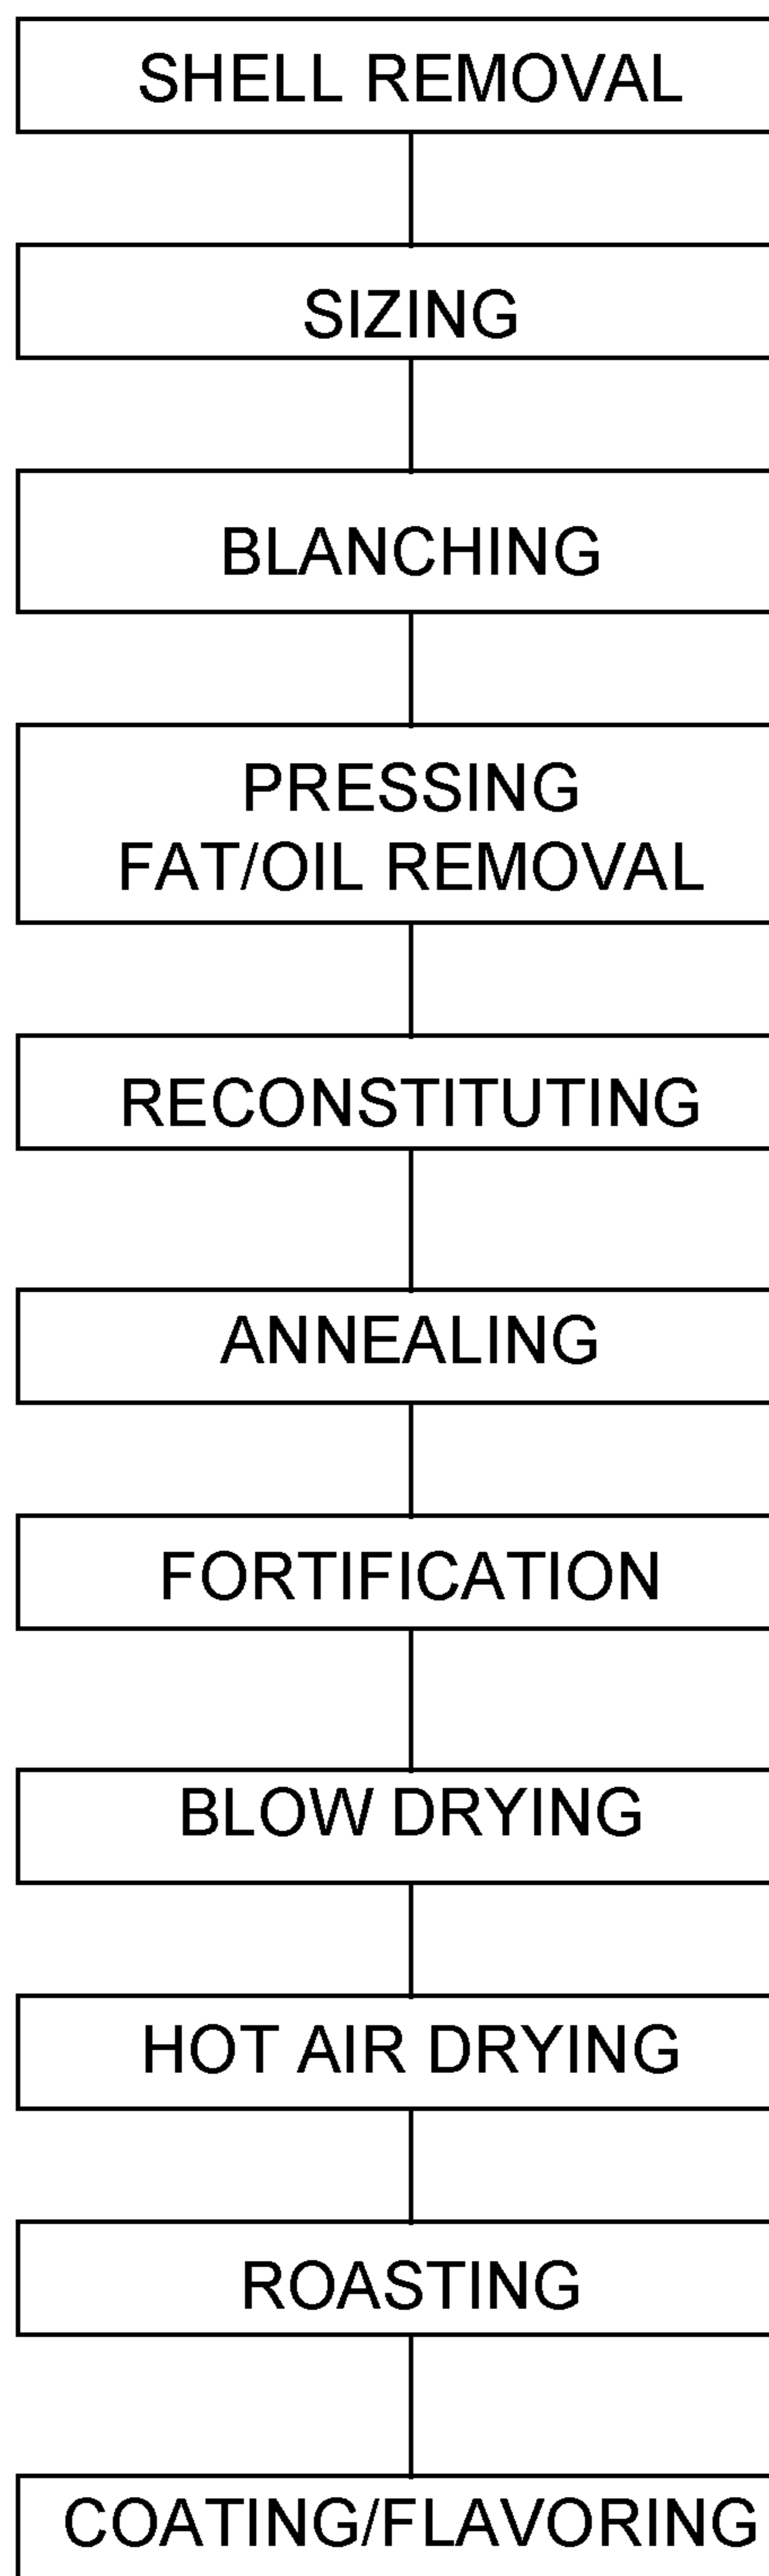 SHELL REMOVAL
SIZING
BLANCHING
PRESSING
FAT/OIL REMOVAL
RECONSTITUTING
ANNEALING
FORTIFICATION
BLOW DRYING
HOT AIR DRYING
ROASTING
COATING/FLAVORING